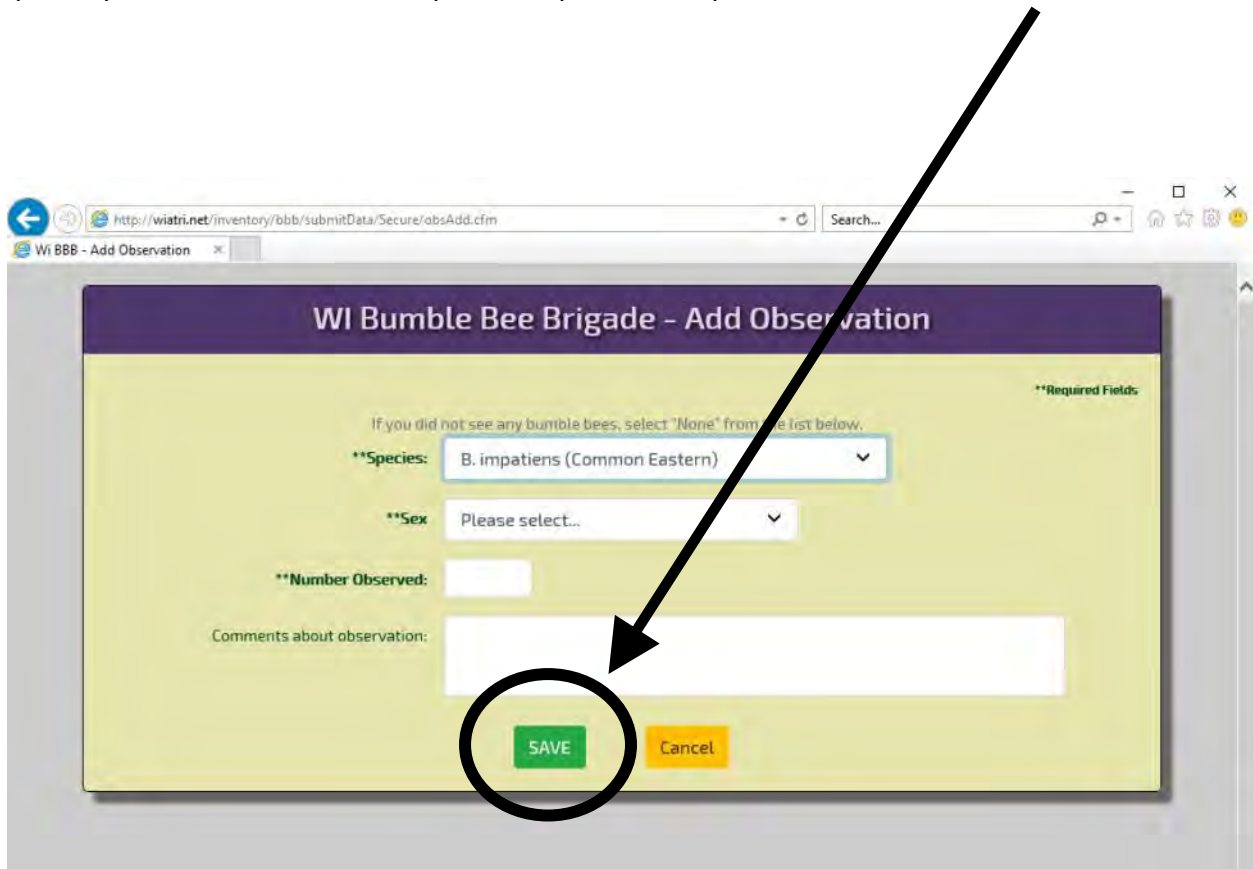 http://wiatri.net/inventory/bbb/submitData/Secure/obsAdd.cfm
Search...
Wi BBB - Add Observation
WI Bumble Bee Brigade - Add Observation
**Required Fields
If you did not see any bumble bees, select "None" from the list below.
**Species: B. impatiens (Common Eastern)
**Sex Please select...
**Number Observed:
Comments about observation:
SAVE Cancel